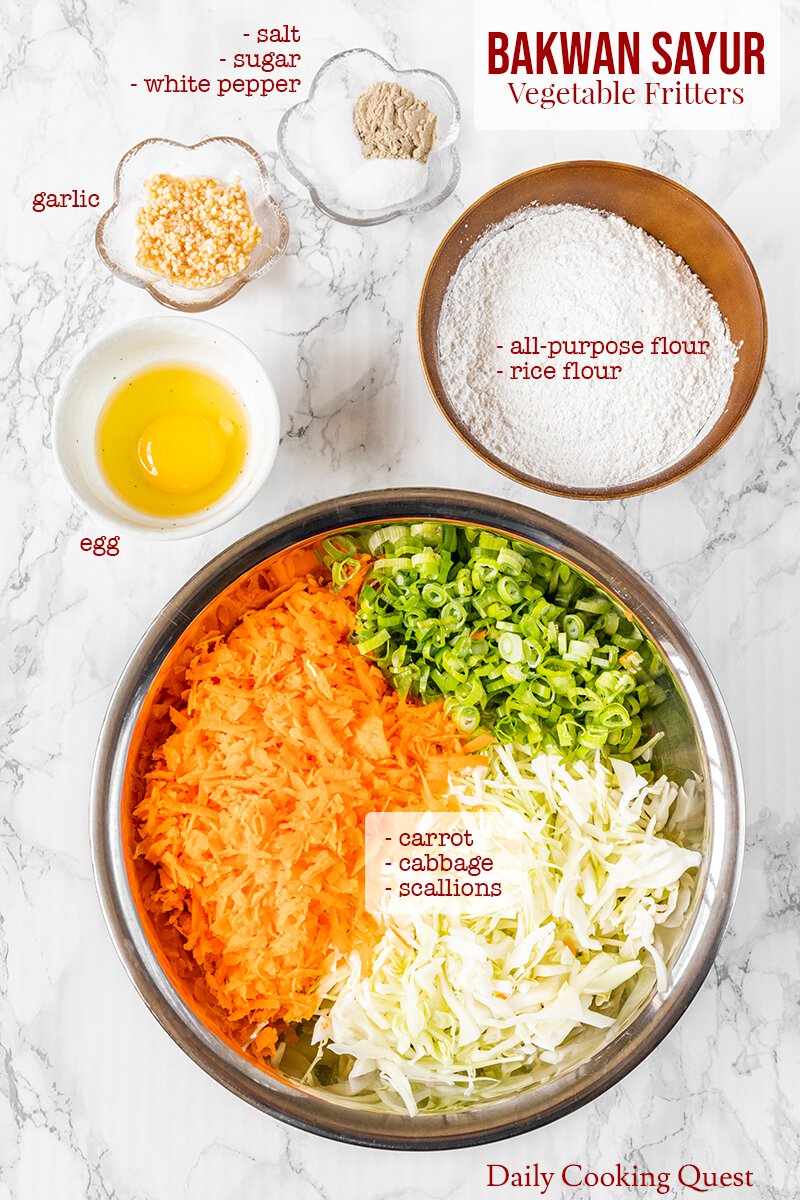 BAKWAN SAYUR
Vegetable Fritters
- salt
- sugar
- white pepper
garlic
- all-purpose flour
- rice flour
egg
- carrot
- cabbage
- scallions
Daily Cooking Quest